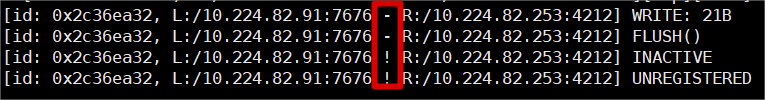 [id: 0x2c36ea32, L:/10.224.82.91:7676 - R:/10.224.82.253:4212] WRITE: 21B
[id: 0x2c36ea32, L:/10.224.82.91:7676 - R:/10.224.82.253:4212] FLUSH()
[id: 0x2c36ea32, L:/10.224.82.91:7676 ! R:/10.224.82.253:4212] INACTIVE
[id: 0x2c36ea32, L:/10.224.82.91:7676 ! R:/10.224.82.253:4212] UNREGISTERED